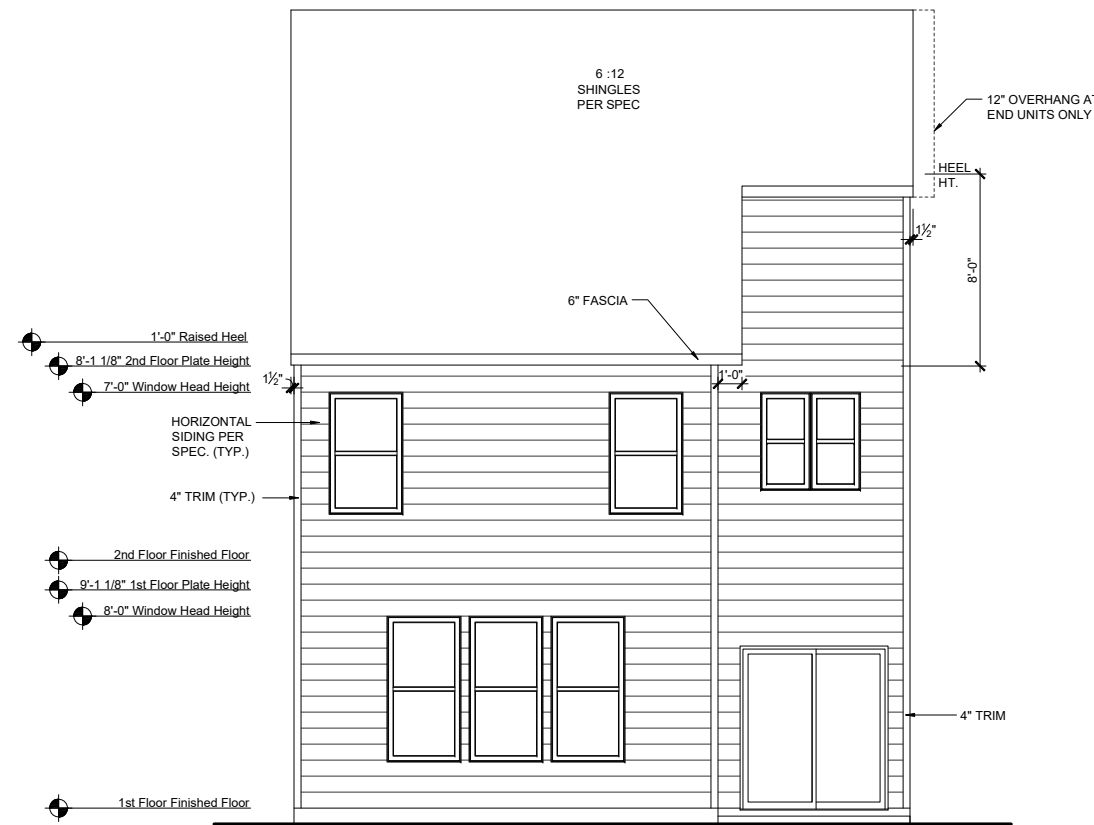 6 :12
SHINGLES
PER SPEC
12" OVERHANG AT
END UNITS ONLY
HEEL
HT.
1½"
8'-0"
6" FASCIA
1'-0" Raised Heel
8'-1 1/8" 2nd Floor Plate Height
7'-0" Window Head Height
1½"
1'-0"
HORIZONTAL
SIDING PER
SPEC. (TYP.)
4" TRIM (TYP.)
2nd Floor Finished Floor
9'-1 1/8" 1st Floor Plate Height
8'-0" Window Head Height
4" TRIM
1st Floor Finished Floor